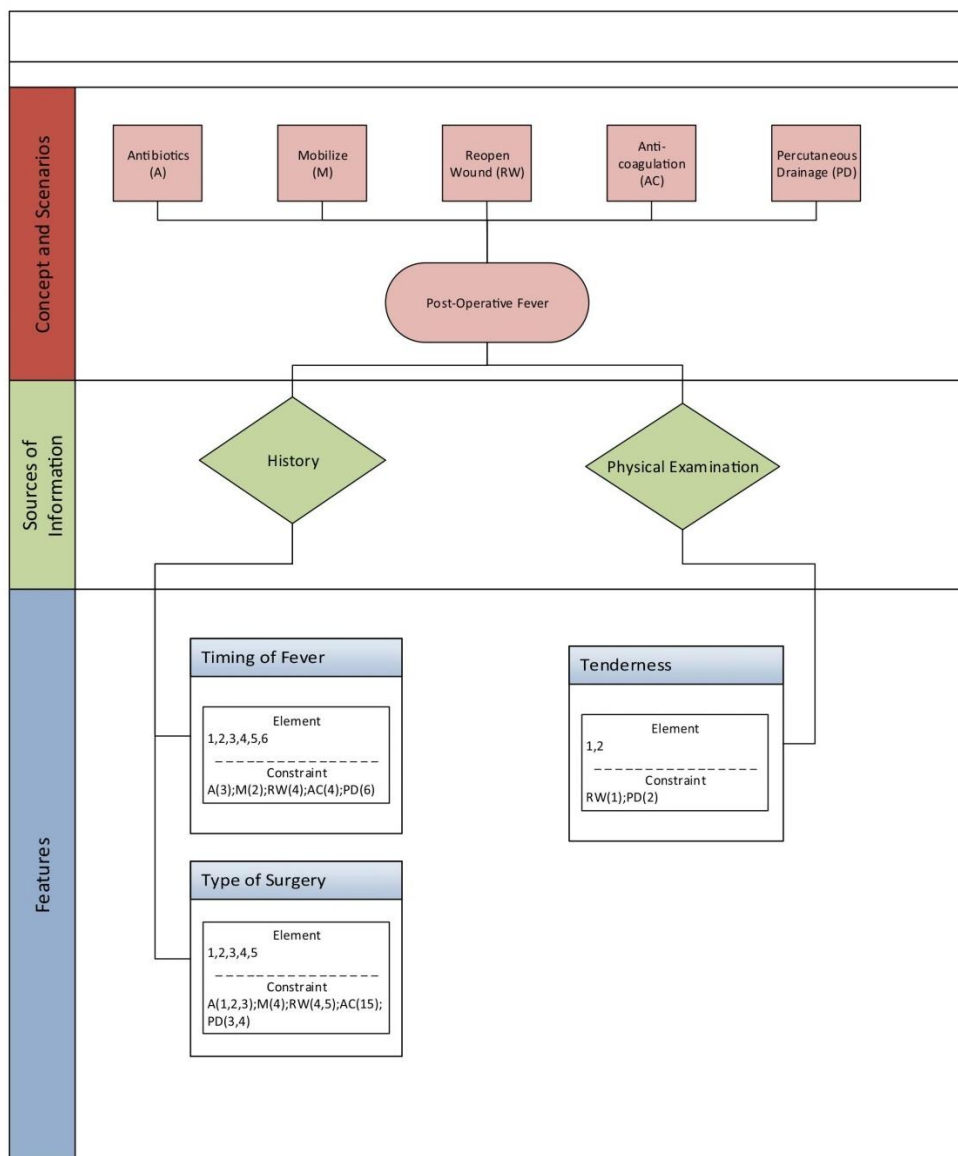 Concept and Scenarios
Antibiotics
(A)
Mobilize
(M)
Reopen
Wound (RW)
Anti-
coagulation
(AC)
Percutaneous
Drainage (PD)
Post-Operative Fever
Sources of
Information
History
Physical Examination
Features
Timing of Fever
Element
1,2,3,4,5,6
Constraint
A(3);M(2);RW(4);AC(4);PD(6)
Tenderness
Element
1,2
Constraint
RW(1);PD(2)
Type of Surgery
Element
1,2,3,4,5
Constraint
A(1,2,3);M(4);RW(4,5);AC(15);
PD(3,4)